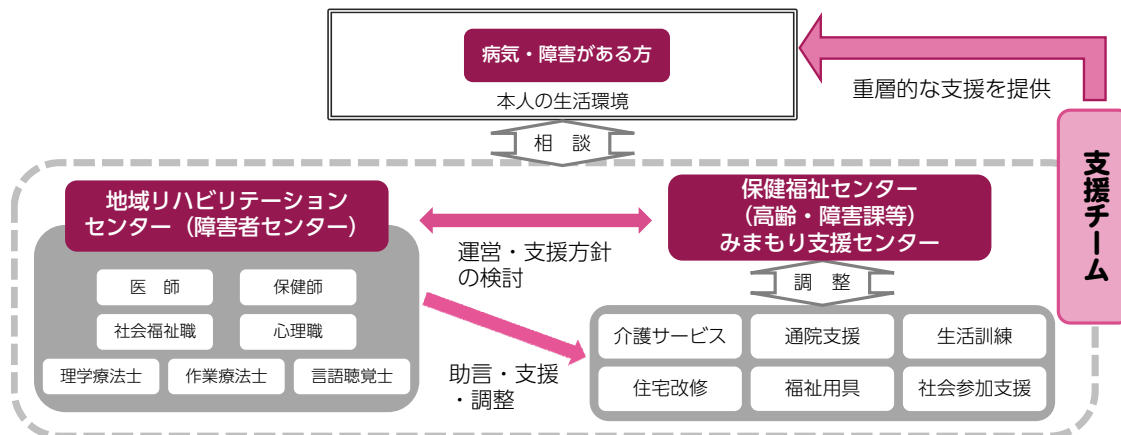 病気・障害がある方
本人の生活環境
重層的な支援を提供
相　談
支援チーム
地域リハビリテーション
センター（障害者センター）
保健福祉センター
（高齢・障害課等）
みまもり支援センター
運営・支援方針
の検討
医　師
保健師
社会福祉職
心理職
理学療法士
作業療法士
言語聴覚士
調　整
助言・支援
・調整
介護サービス
通院支援
生活訓練
住宅改修
福祉用具
社会参加支援